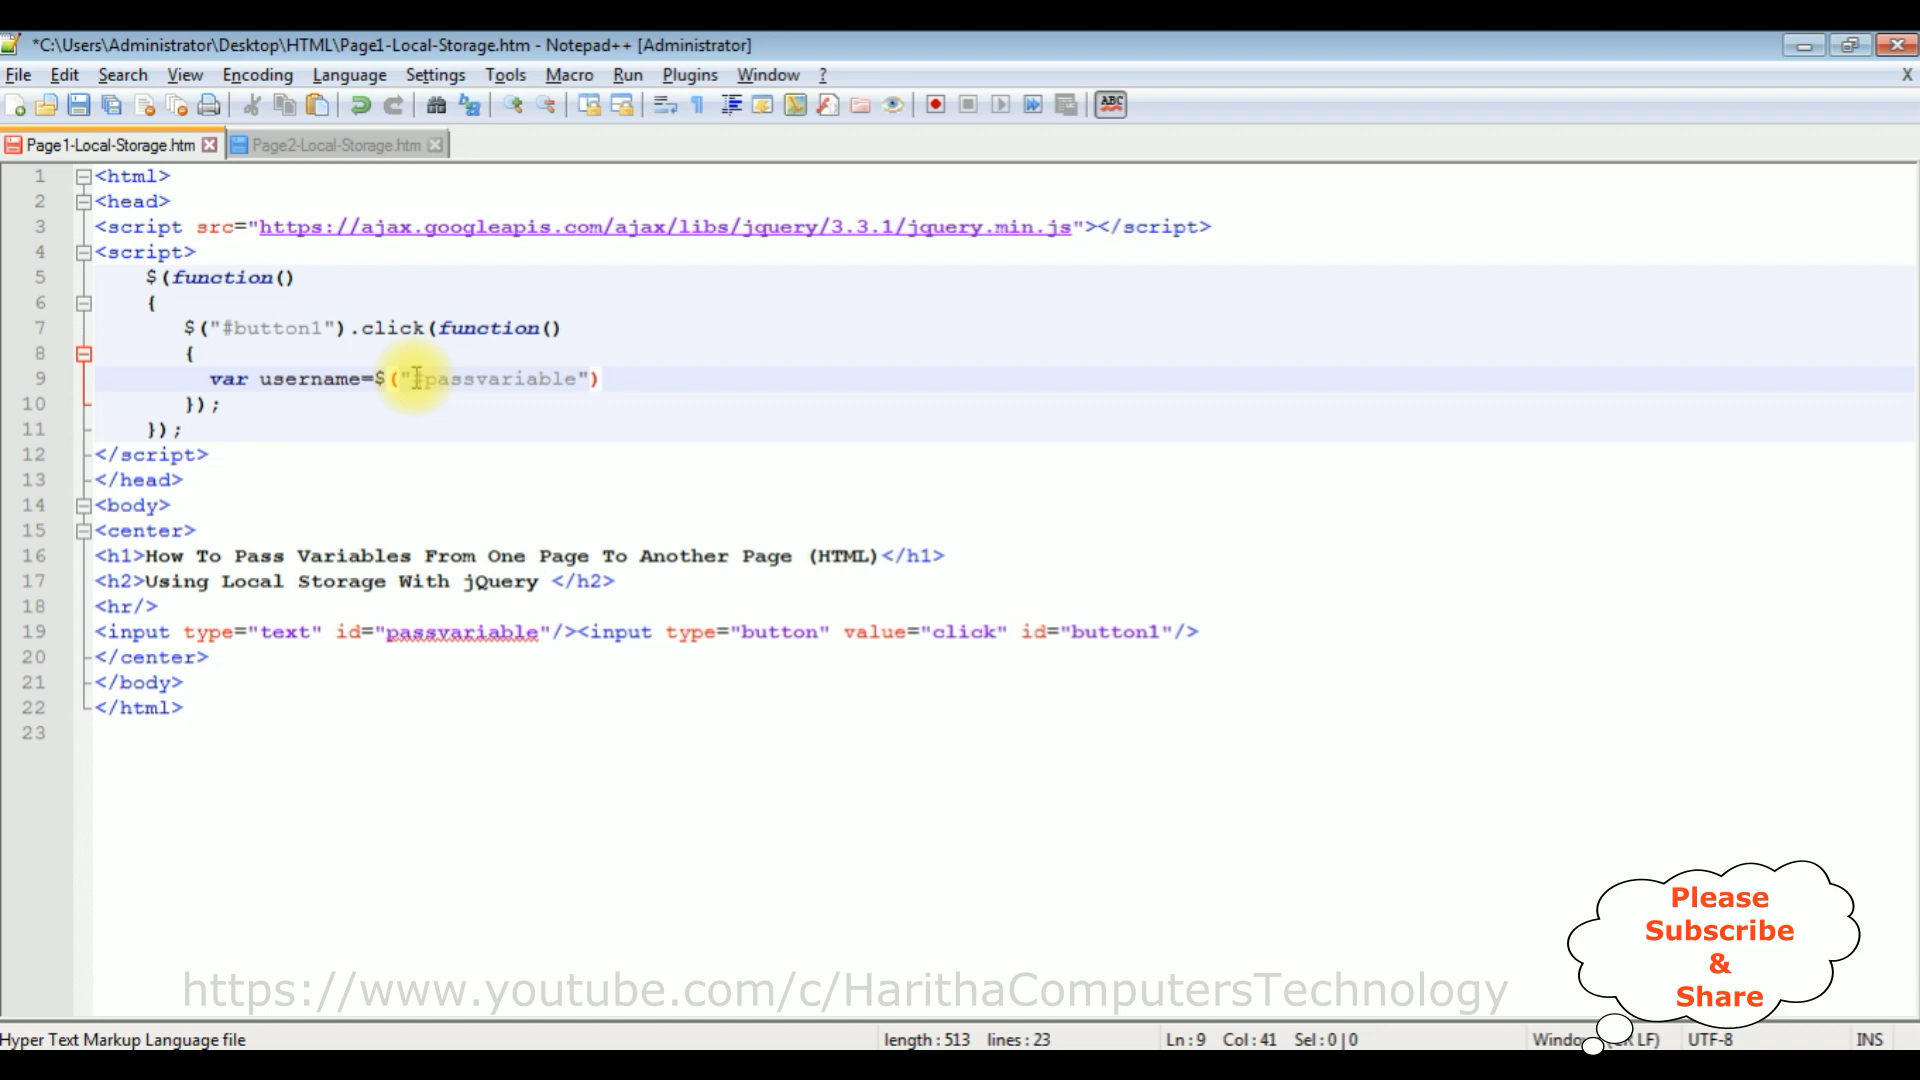 *C:\Users\Administrator\Desktop\HTML\Page1-Local-Storage.htm - Notepad++ [Administrator]
File Edit Search View Encoding Language Settings Tools Macro Run Plugins Window ? X
ABC
Page1-Local-Storage.htm Page2-Local-Storage.htm
1 <html>
2 <head>
3 <script src="https://ajax.googleapis.com/ajax/libs/jquery/3.3.1/jquery.min.js"></script>
4 <script>
5 $(function()
6 {
7 $("#button1").click(function()
8 {
9 var username=$("#passvariable")
10 });
11 });
12 </script>
13 </head>
14 <body>
15 <center>
16 <h1>How To Pass Variables From One Page To Another Page (HTML)</h1>
17 <h2>Using Local Storage With jQuery </h2>
18 <hr/>
19 <input type="text" id="passvariable"/><input type="button" value="click" id="button1"/>
20 </center>
21 </body>
22 </html>
23
Please
Subscribe
&
Share
https://www.youtube.com/c/HarithaComputersTechnology
Hyper Text Markup Language file length : 513 lines : 23 Ln : 9 Col : 41 Sel : 0 | 0 LF) UTF-8 INS